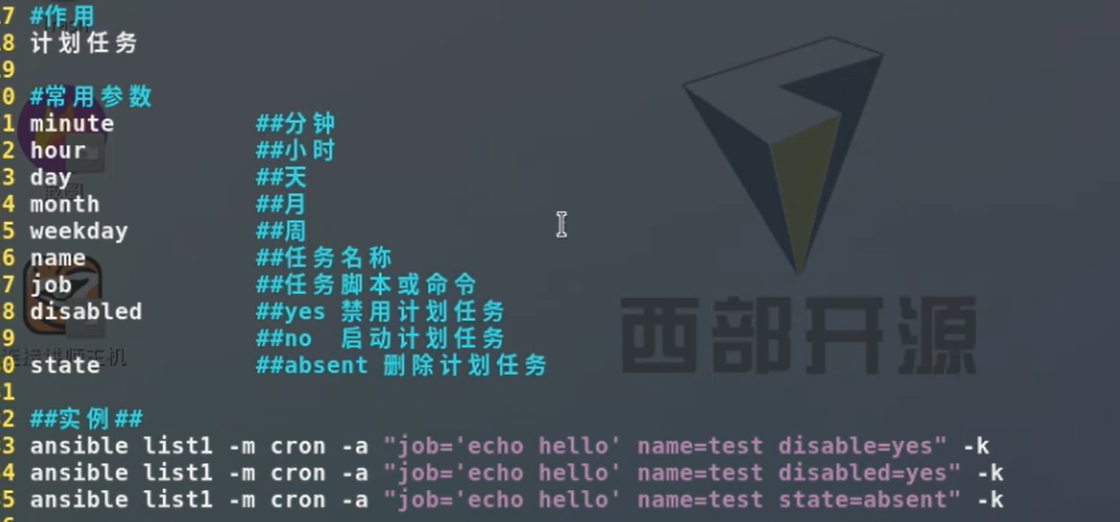 7 #作用
8 计划任务
9
0 #常用参数
1 minute ##分钟
2 hour ##小时
3 day ##天
4 month ##月
5 weekday ##周
6 name ##任务名称
7 job ##任务脚本或命令
8 disabled ##yes 禁用计划任务
9 ##no 启动计划任务
0 state ##absent 删除计划任务
1
2 ##实例##
3 ansible list1 -m cron -a "job='echo hello' name=test disable=yes" -k
4 ansible list1 -m cron -a "job='echo hello' name=test disabled=yes" -k
5 ansible list1 -m cron -a "job='echo hello' name=test state=absent" -k
西部开源